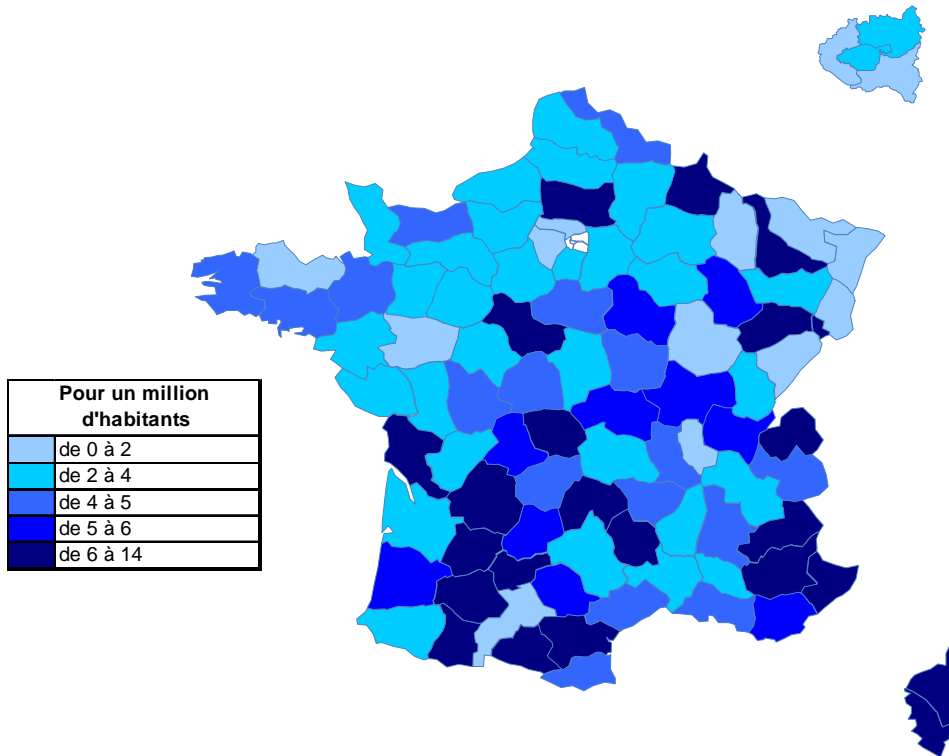 Pour un million
d'habitants
de 0 à 2
de 2 à 4
de 4 à 5
de 5 à 6
de 6 à 14